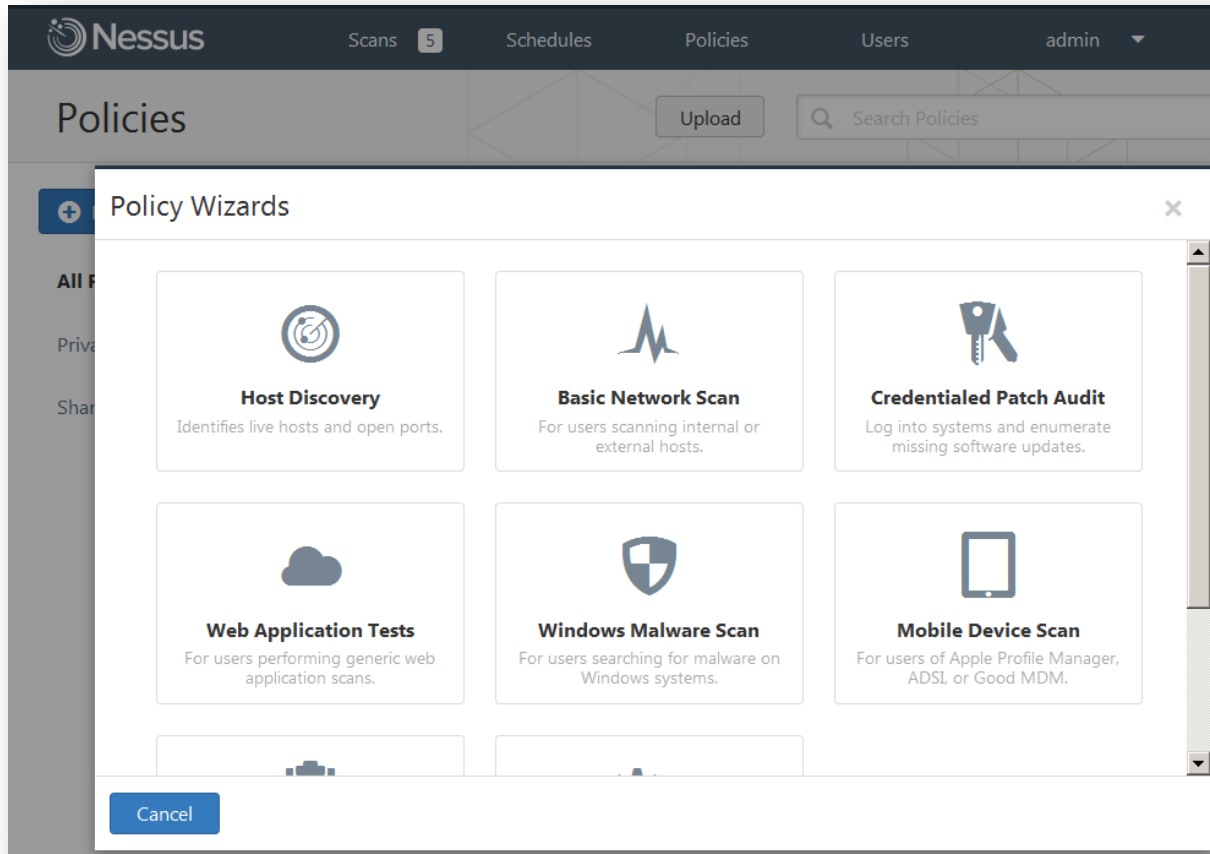 Nessus
Scans 5
Schedules
Policies
Users
admin
Policies
Upload
Search Policies
Policy Wizards
All
Priva
Shar
Host Discovery
Identifies live hosts and open ports.
Basic Network Scan
For users scanning internal or
external hosts.
Credentialed Patch Audit
Log into systems and enumerate
missing software updates.
Web Application Tests
For users performing generic web
application scans.
Windows Malware Scan
For users searching for malware on
Windows systems.
Mobile Device Scan
For users of Apple Profile Manager,
ADSI, or Good MDM.
Cancel